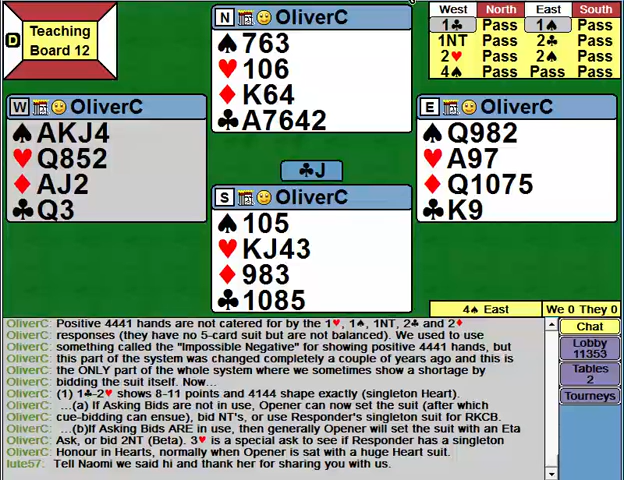 N OliverC
♠ 763
♥ 106
♦ K64
♣ A7642
D Teaching
Board 12
West North East South
1♣ Pass 1♠ Pass
1NT Pass 2♣ Pass
2♥ Pass 2♠ Pass
4♠ Pass Pass Pass
W OliverC
♠ AKJ4
♥ Q852
♦ AJ2
♣ Q3
♣ J
E OliverC
♠ Q982
♥ A97
♦ Q1075
♣ K9
S OliverC
♠ 105
♥ KJ43
♦ 983
♣ 1085
4♠ East
We 0 They 0
OliverC: Positive 4441 hands are not catered for by the 1♥, 1♠, 1NT, 2♣ and 2♦
OliverC: responses (they have no 5-card suit but are not balanced). We used to use
OliverC: something called the "Impossible Negative" for showing positive 4441 hands, but
OliverC: this part of the system was changed completely a couple of years ago and this is
OliverC: the ONLY part of the whole system where we sometimes show a shortage by
OliverC: bidding the suit itself. Now...
OliverC: (1) 1♣-2♥ shows 8-11 points and 4144 shape exactly (singleton Heart).
OliverC: ...(a) If Asking Bids are not in use, Opener can now set the suit (after which
OliverC: cue-bidding can ensue), bid NT's, or use Responder's singleton suit for RKCB.
OliverC: ...(b)If Asking Bids ARE in use, then generally Opener will set the suit with an Eta
OliverC: Ask, or bid 2NT (Beta). 3♥ is a special ask to see if Responder has a singleton
OliverC: Honour in Hearts, normally when Opener is sat with a huge Heart suit.
lute57: Tell Naomi we said hi and thank her for sharing you with us.
Chat
Lobby
11353
Tables
2
Tourneys